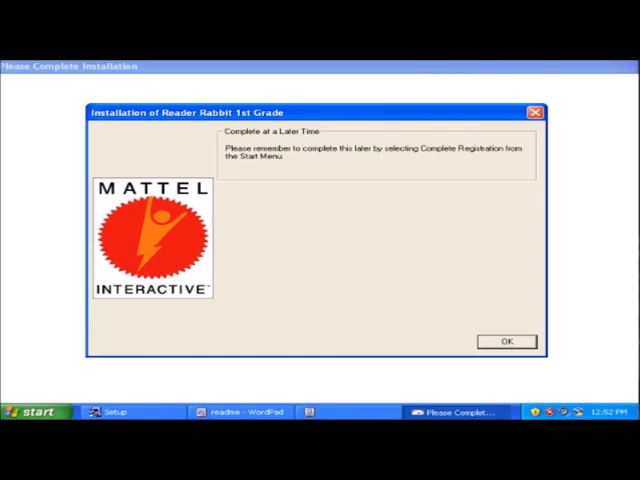 Please Complete Installation
Installation of Reader Rabbit 1st Grade
Complete at a Later Time
Please remember to complete this later by selecting Complete Registration from
the Start Menu.
MATTEL
INTERACTIVE
OK
start
Setup
readme - WordPad
Please Complet...
12:52 PM